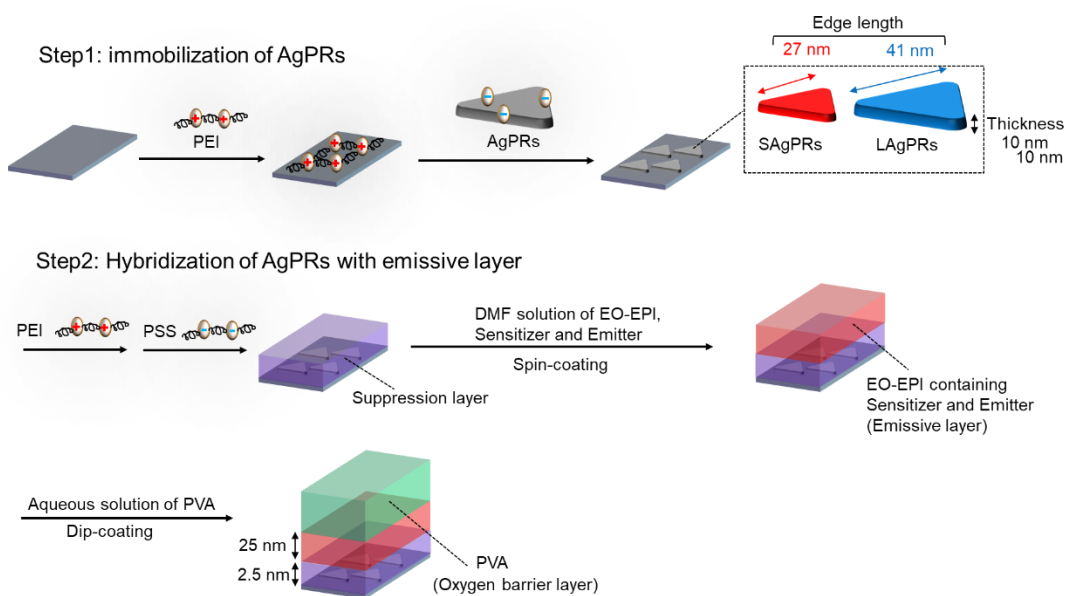 Step1: immobilization of AgPRs
PEI
AgPRs
Edge length
27 nm
41 nm
SAgPRs
LAgPRs
Thickness
10 nm
10 nm
Step2: Hybridization of AgPRs with emissive layer
PEI
PSS
Suppression layer
DMF solution of EO-EPI,
Sensitizer and Emitter
Spin-coating
EO-EPI containing
Sensitizer and Emitter
(Emissive layer)
Aqueous solution of PVA
Dip-coating
25 nm
2.5 nm
PVA
(Oxygen barrier layer)